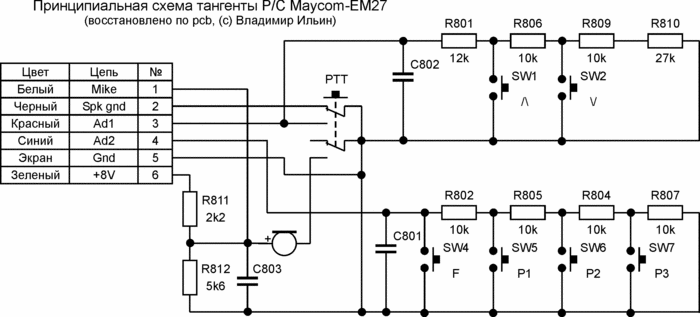 Принципиальная схема тангенты Р/С Maycom-EM27
(восстановлено по pcb, (c) Владимир Ильин)
Цвет Цепь №
Белый Mike 1
Черный Spk gnd 2
Красный Ad1 3
Синий Ad2 4
Экран Gnd 5
Зеленый +8V 6
PTT
C802
R801
12k
R806
10k
R809
10k
R810
27k
SW1
/\
SW2
\/
R811
2k2
R812
5k6
+
C803
C801
R802
10k
R805
10k
R804
10k
R807
10k
SW4
F
SW5
P1
SW6
P2
SW7
P3